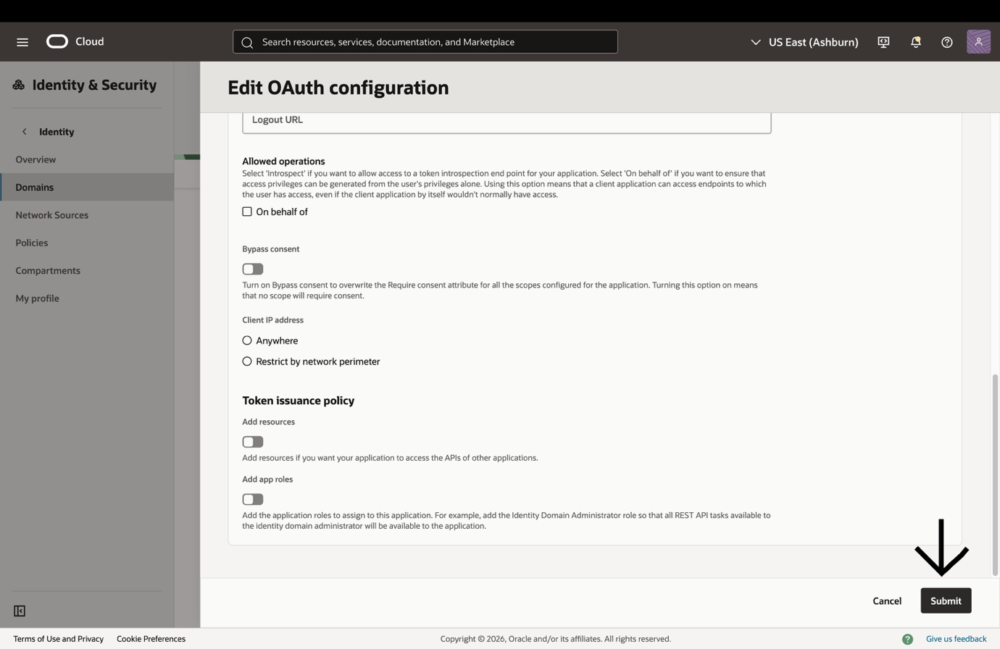 Cloud
Search resources, services, documentation, and Marketplace
US East (Ashburn)
Identity & Security
Identity
Overview
Domains
Network Sources
Policies
Compartments
My profile
Edit OAuth configuration
Logout URL
Allowed operations
Select 'Introspect' if you want to allow access to a token introspection end point for your application. Select 'On behalf of' if you want to ensure that
access privileges can be generated from the user's privileges alone. Using this option means that a client application can access endpoints to which
the user has access, even if the client application by itself wouldn't normally have access.
On behalf of
Bypass consent
Turn on Bypass consent to overwrite the Require consent attribute for all the scopes configured for the application. Turning this option on means
that no scope will require consent.
Client IP address
Anywhere
Restrict by network perimeter
Token issuance policy
Add resources
Add resources if you want your application to access the APIs of other applications.
Add app roles
Add the application roles to assign to this application. For example, add the Identity Domain Administrator role so that all REST API tasks available to
the identity domain administrator will be available to the application.
Cancel
Submit
Terms of Use and Privacy
Cookie Preferences
Copyright © 2026, Oracle and/or its affiliates. All rights reserved.
? Give us feedback